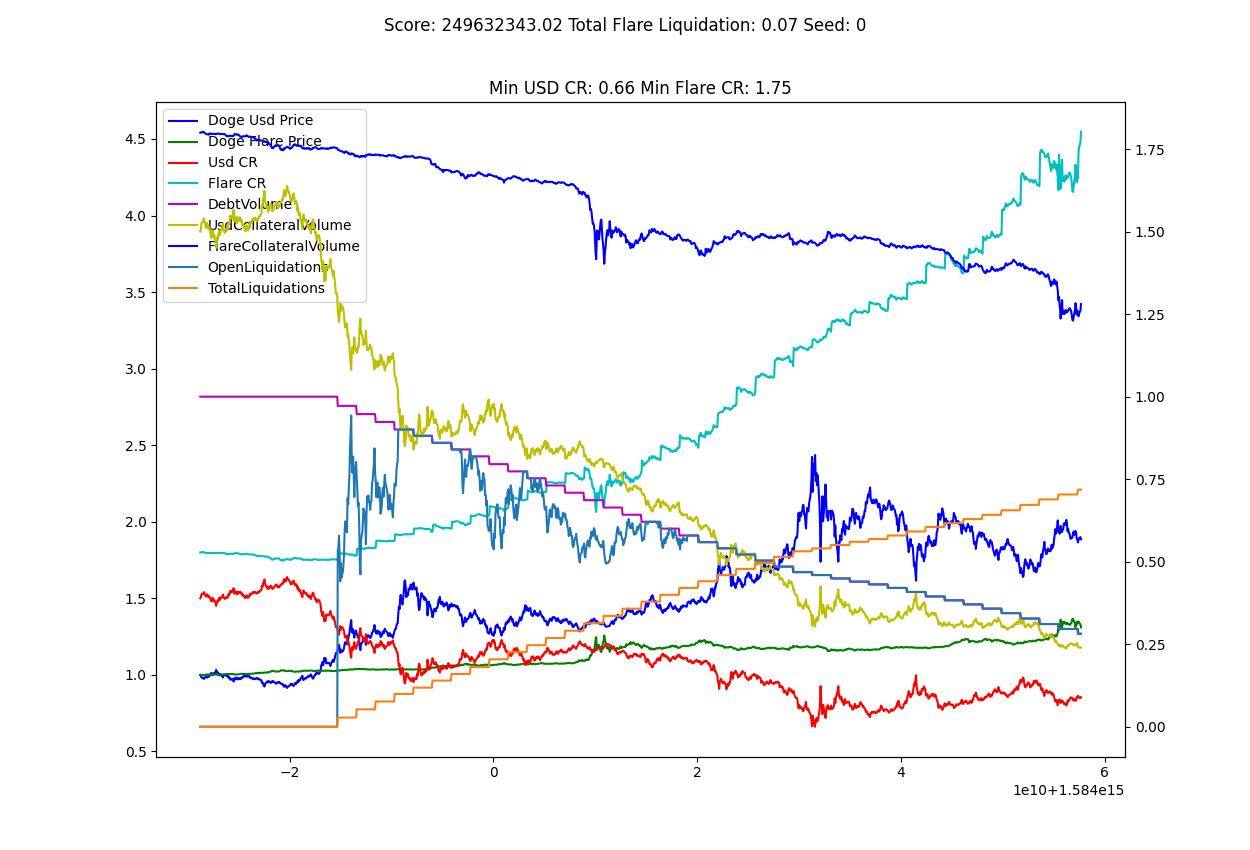 Score: 249632343.02 Total Flare Liquidation: 0.07 Seed: 0
Min USD CR: 0.66 Min Flare CR: 1.75
Doge Usd Price
Doge Flare Price
Usd CR
Flare CR
DebtVolume
UsdCollateralVolume
FlareCollateralVolume
OpenLiquidations
TotalLiquidations
4.5
4.0
3.5
3.0
2.5
2.0
1.5
1.0
0.5
1.75
1.50
1.25
1.00
0.75
0.50
0.25
0.00
−2
0
2
4
6
1e10+1.584e15